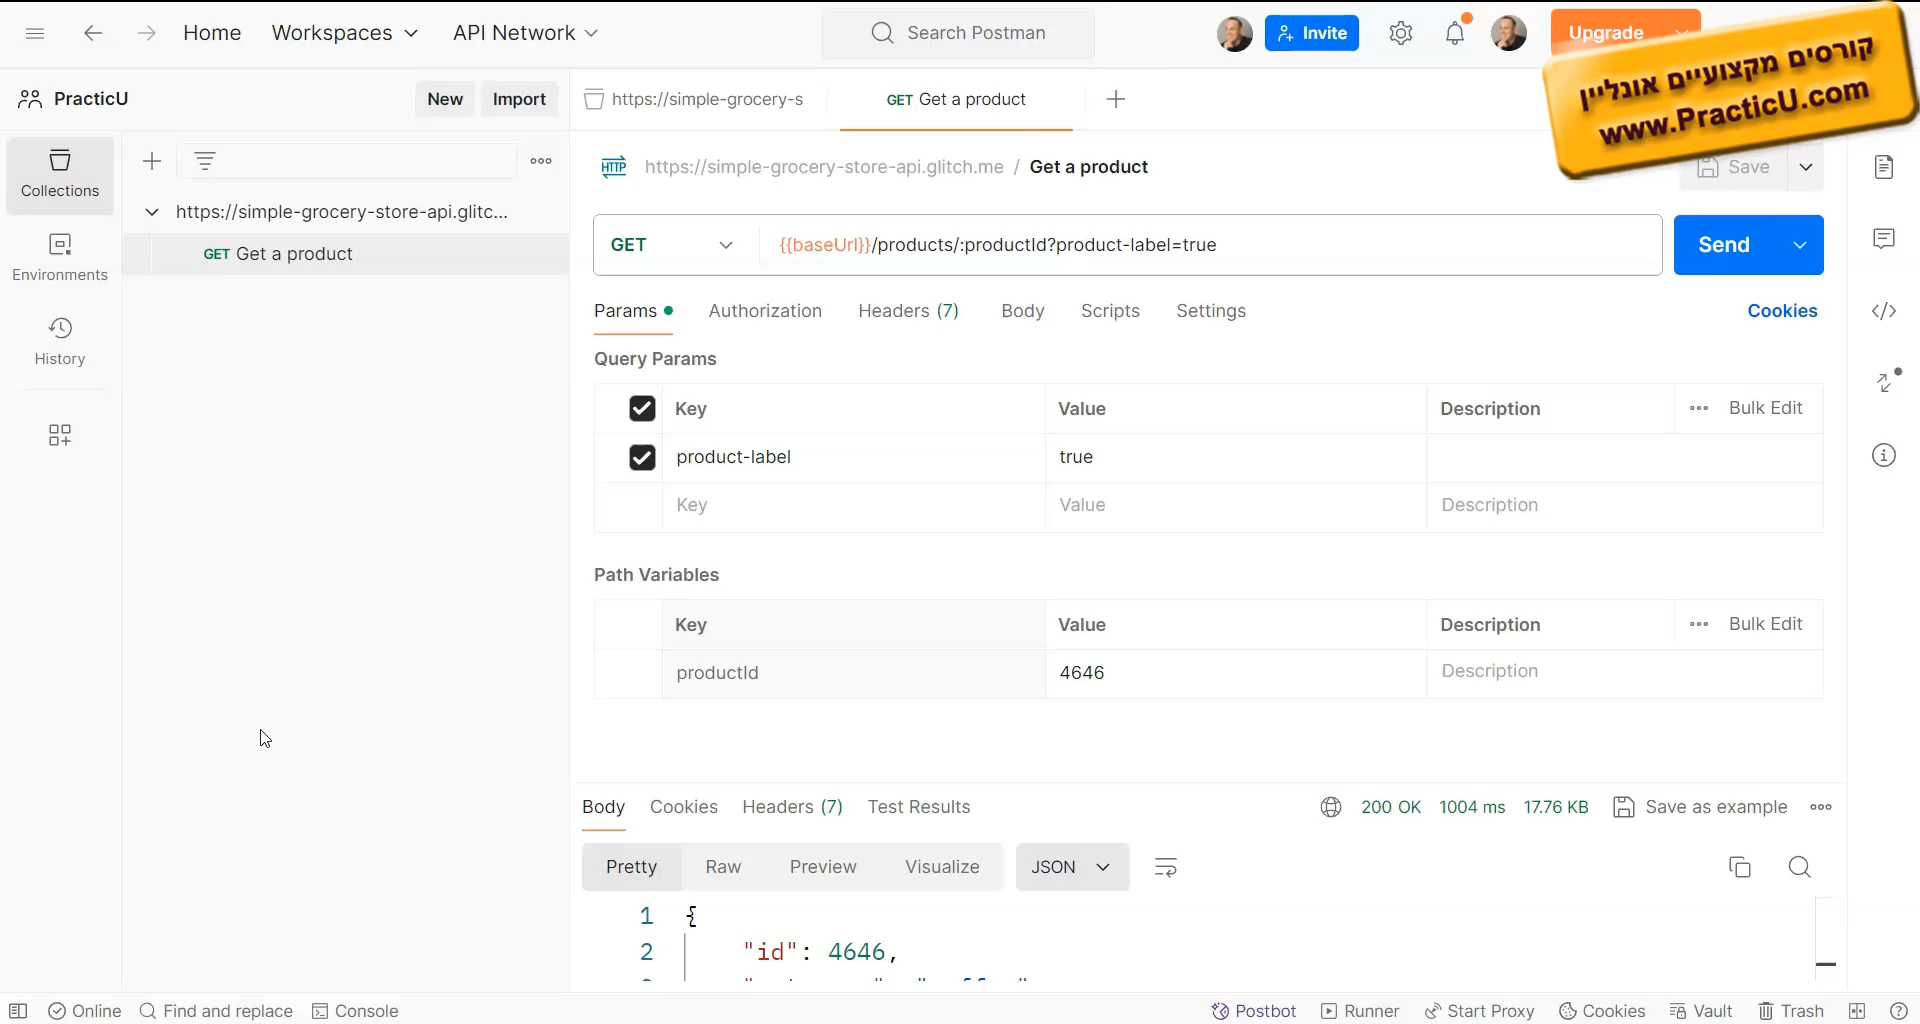 Home
Workspaces
API Network
Search Postman
Invite
Upgrade
קורסים מקצועיים אונליין
www.PracticU.com
PracticU
New
Import
https://simple-grocery-s
GET Get a product
Collections
Environments
History
https://simple-grocery-store-api.glitc...
GET Get a product
HTTP
https://simple-grocery-store-api.glitch.me / Get a product
Save
GET
{{baseUrl}}/products/:productId?product-label=true
Send
Params
Authorization
Headers (7)
Body
Scripts
Settings
Cookies
Query Params
Key
Value
Description
Bulk Edit
product-label
true
Key
Value
Description
Path Variables
Key
Value
Description
Bulk Edit
productId
4646
Description
Body
Cookies
Headers (7)
Test Results
200 OK
1004 ms
17.76 KB
Save as example
Pretty
Raw
Preview
Visualize
JSON
1 {
2 "id": 4646,
Online
Find and replace
Console
Postbot
Runner
Start Proxy
Cookies
Vault
Trash